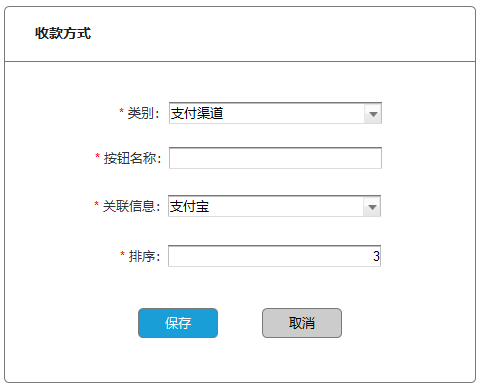 收款方式
* 类别： 支付渠道
* 按钮名称：
* 关联信息： 支付宝
* 排序： 3
保存 取消